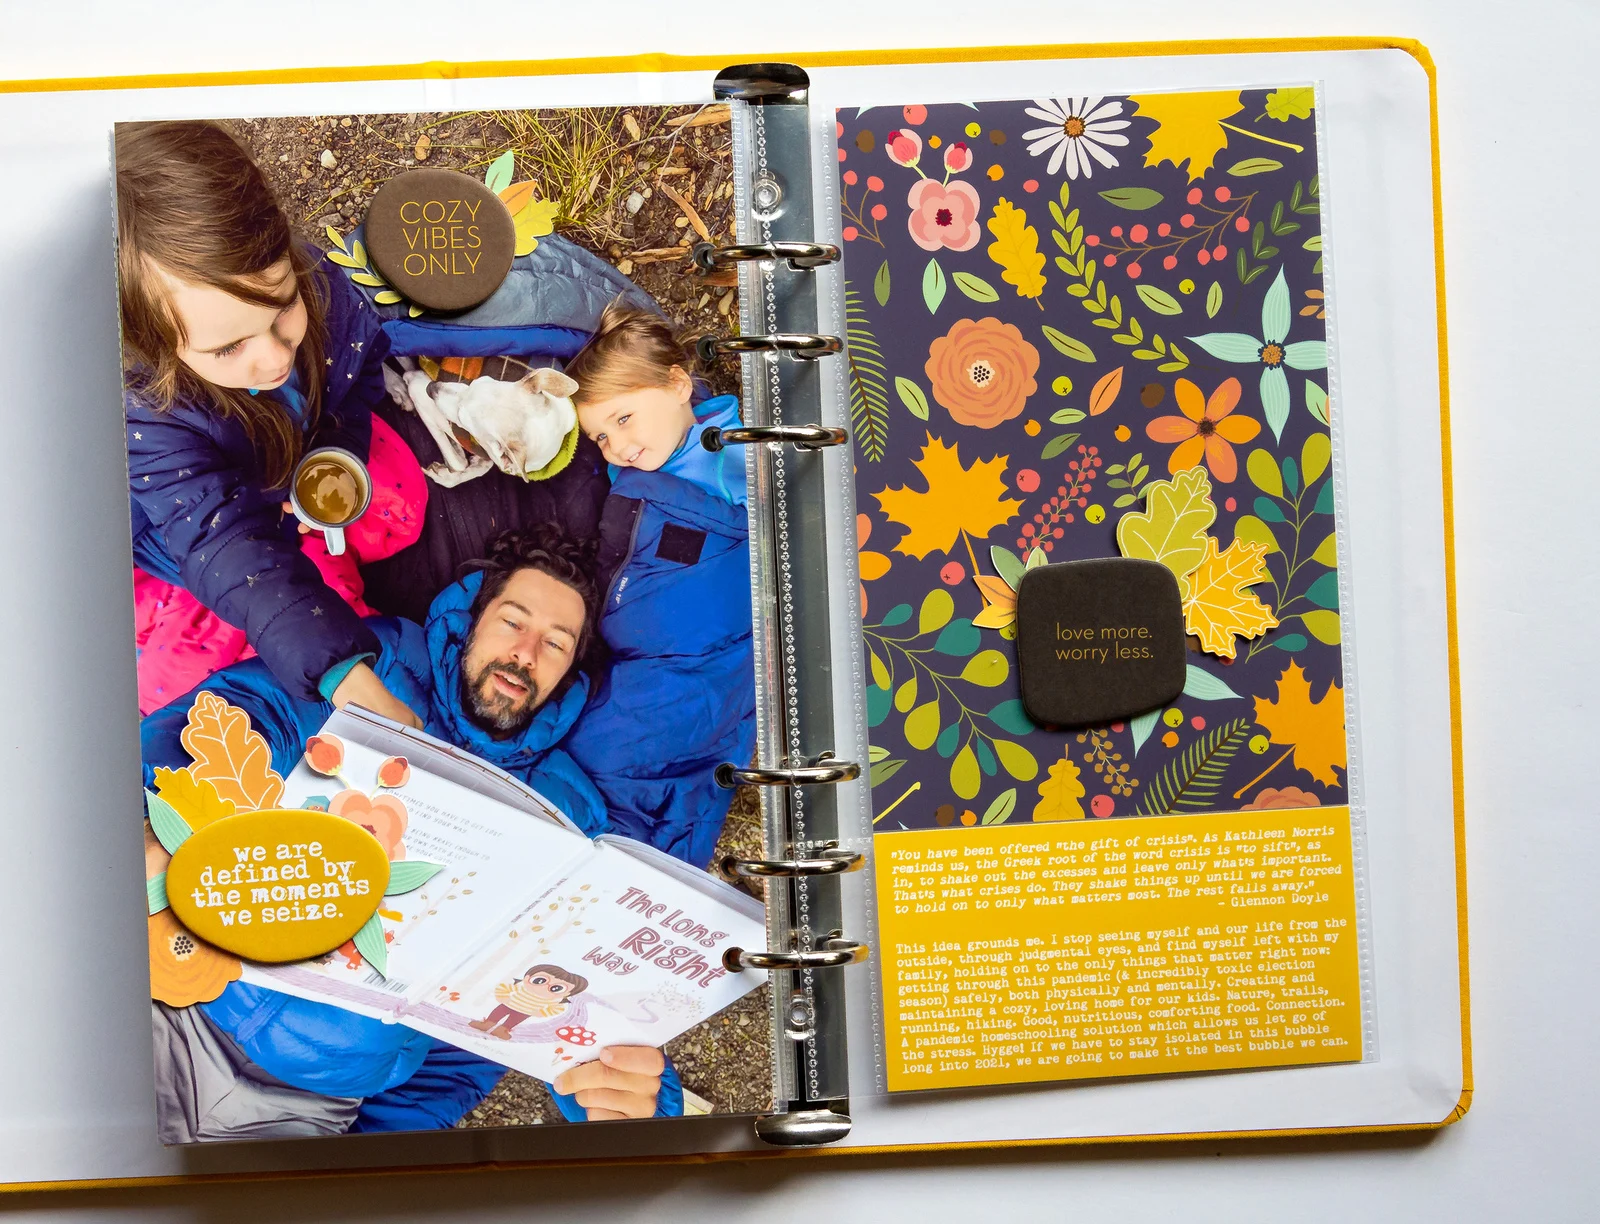 COZY
VIBES
ONLY
we are
defined by
the moments
we seize.
The Long
Right
Way
love more.
worry less.
"You have been offered "the gift of crisis". As Kathleen Norris
reminds us, the Greek root of the word crisis is "to sift", as
in, to shake out the excesses and leave only what's important.
That's what crises do. They shake things up until we are forced
to hold on to only what matters most. The rest falls away."
- Glennon Doyle
This idea grounds me. I stop seeing myself and our life from the
outside, through judgmental eyes, and find myself left with my
family, holding on to the only things that matter right now:
getting through this pandemic (& incredibly toxic election
season) safely, both physically and mentally. Creating and
maintaining a cozy, loving home for our kids. Nature, trails,
running, hiking. Good, nutritious, comforting food. Connection.
A pandemic homeschooling solution which allows us let go of
the stress. Hygge! If we have to stay isolated in this bubble
long into 2021, we are going to make it the best bubble we can.